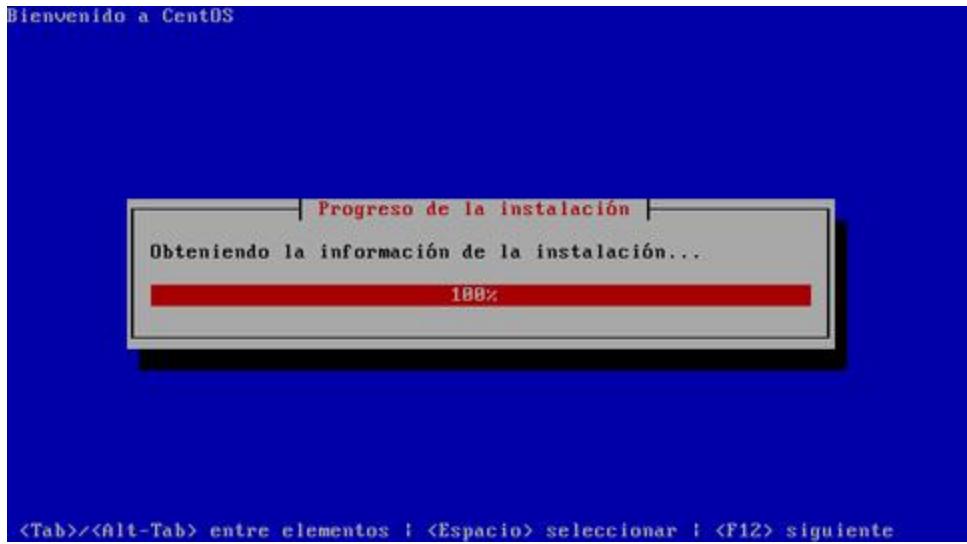 Bienvenido a CentOS
Progreso de la instalación
Obteniendo la información de la instalación...
100%
<Tab>/<Alt-Tab> entre elementos | <Espacio> seleccionar | <F12> siguiente